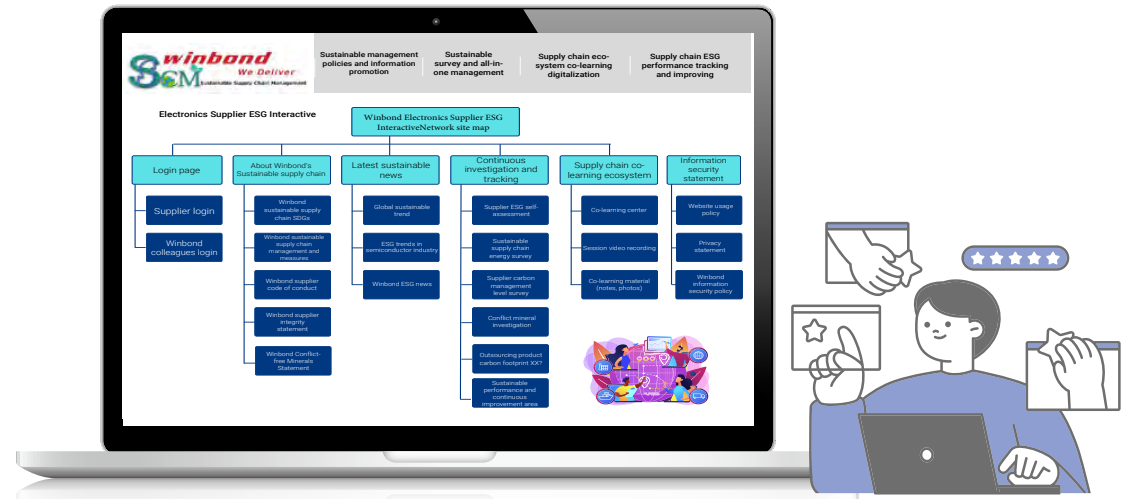 winbond
We Deliver
SSCM
Sustainable Supply Chain Management
Sustainable management
policies and information
promotion
Sustainable
survey and all-in-
one management
Supply chain eco-
system co-learning
digitalization
Supply chain ESG
performance tracking
and improving
Electronics Supplier ESG Interactive
Winbond Electronics Supplier ESG
InteractiveNetwork site map
Login page
Supplier login
Winbond
colleagues login
About Winbond's
Sustainable supply chain
Winbond
sustainable supply
chain SDGs
Winbond sustainable
supply chain
management and
measures
Winbond supplier
code of conduct
Winbond supplier
integrity
statement
Winbond Conflict-
free Minerals
Statement
Latest sustainable
news
Global sustainable
trend
ESG trends in
semiconductor industry
Winbond ESG news
Continuous
investigation and
tracking
Supplier ESG self-
assessment
Sustainable
supply chain
energy survey
Supplier carbon
management
level survey
Conflict mineral
investigation
Outsourcing product
carbon footprint XX?
Sustainable
performance and
continuous
improvement area
Supply chain co-
learning ecosystem
Co-learning center
Session video recording
Co-learning material
(notes, photos)
Information
security
statement
Website usage
policy
Privacy
statement
Winbond
information
security policy